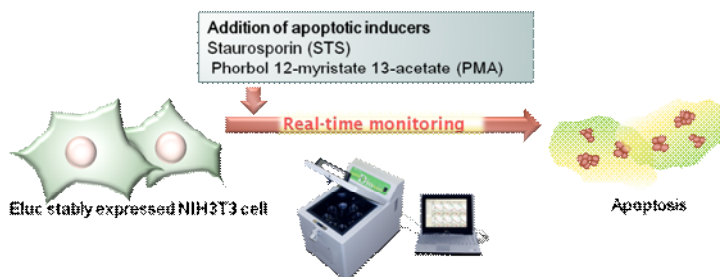 Addition of apoptotic inducers
Staurosporin (STS)
Phorbol 12-myristate 13-acetate (PMA)
Real-time monitoring
Eluc stably expressed NIH3T3 cell
Apoptosis